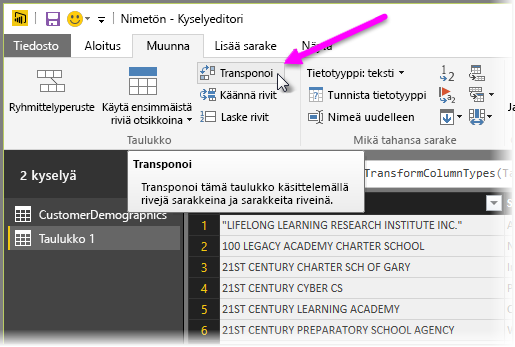 Nimetön - Kyselyeditori
Tiedosto Aloitus Muunna Lisää sarake Näytä
Ryhmittelyperuste
Käytä ensimmäistä
riviä otsikkoina
Transponoi
Käännä rivit
Laske rivit
Taulukko
Tietotyyppi: teksti
Tunnista tietotyyppi
Nimeä uudelleen
Mikä tahansa sarake
Transponoi
Transponoi tämä taulukko käsittelemällä
rivejä sarakkeina ja sarakkeita riveinä.
TransformColumnTypes(Ta
2 kyselyä
CustomerDemographics
Taulukko 1
1 "LIFELONG LEARNING RESEARCH INSTITUTE INC."
2 100 LEGACY ACADEMY CHARTER SCHOOL
3 21ST CENTURY CHARTER SCH OF GARY
4 21ST CENTURY CYBER CS
5 21ST CENTURY LEARNING ACADEMY
6 21ST CENTURY PREPARATORY SCHOOL AGENCY